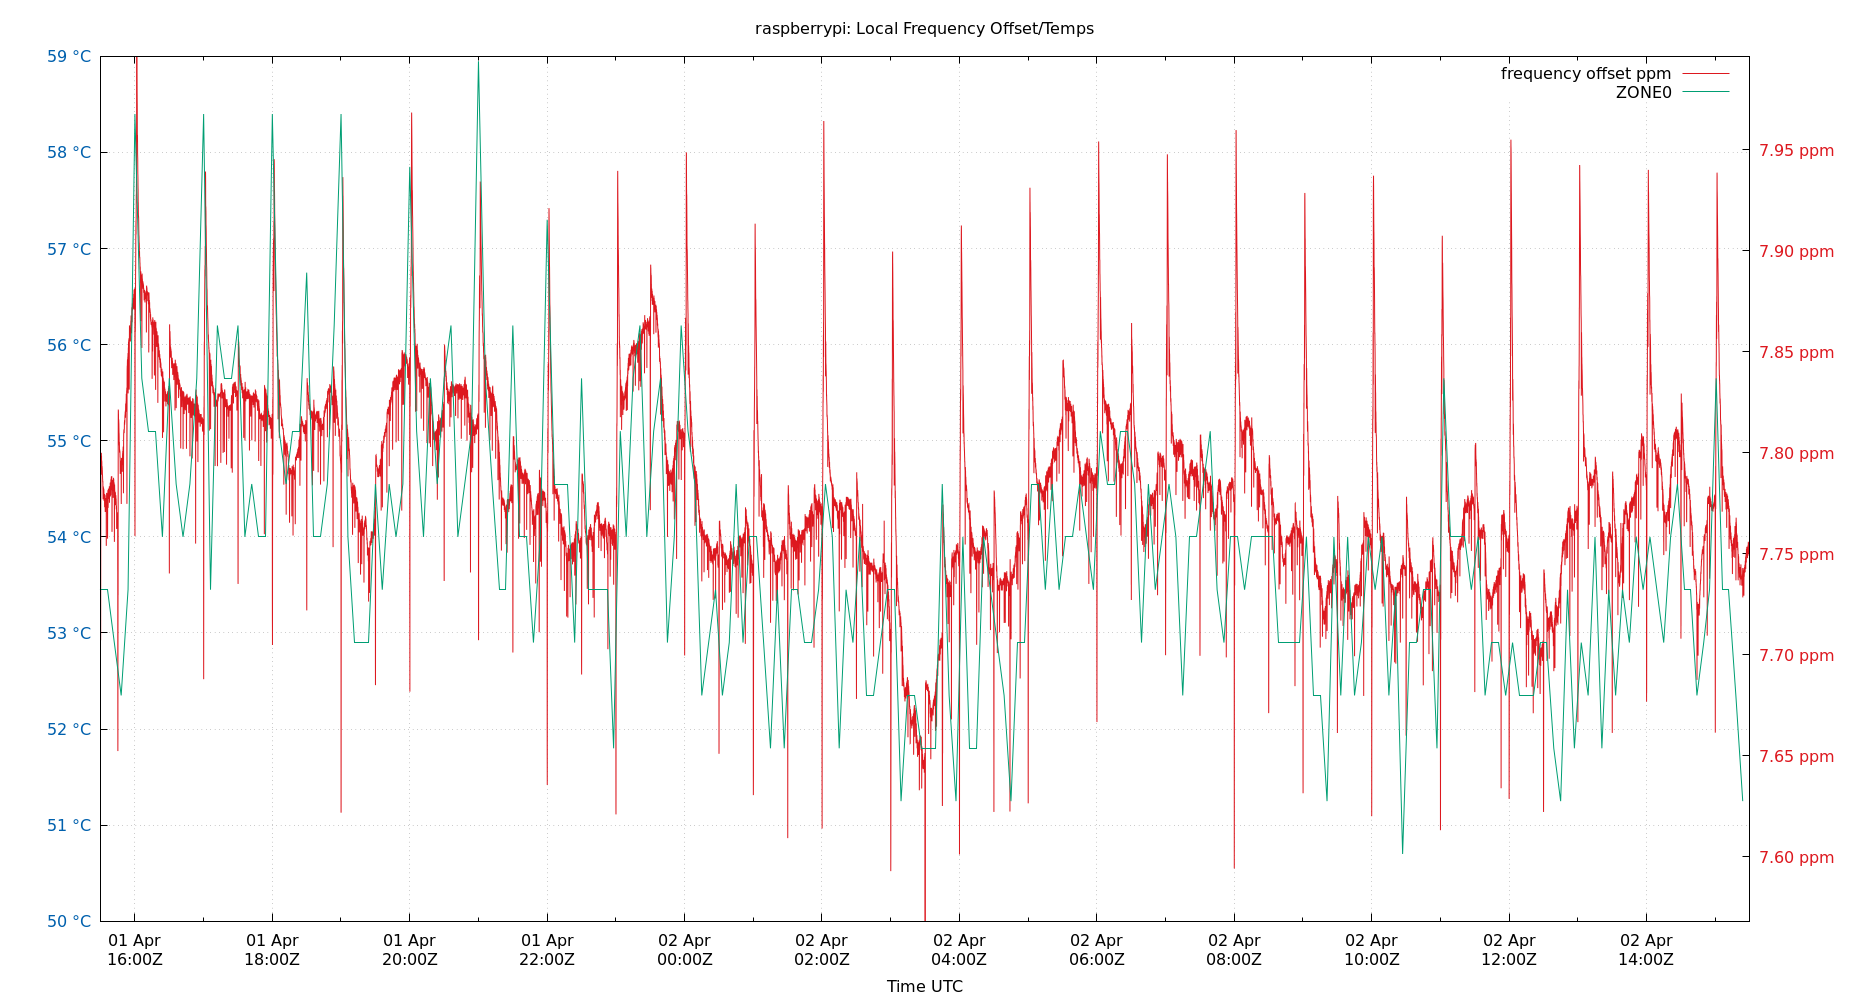 raspberrypi: Local Frequency Offset/Temps
frequency offset ppm
ZONE0
59 °C
58 °C
57 °C
56 °C
55 °C
54 °C
53 °C
52 °C
51 °C
50 °C
7.95 ppm
7.90 ppm
7.85 ppm
7.80 ppm
7.75 ppm
7.70 ppm
7.65 ppm
7.60 ppm
01 Apr
16:00Z
01 Apr
18:00Z
01 Apr
20:00Z
01 Apr
22:00Z
02 Apr
00:00Z
02 Apr
02:00Z
02 Apr
04:00Z
02 Apr
06:00Z
02 Apr
08:00Z
02 Apr
10:00Z
02 Apr
12:00Z
02 Apr
14:00Z
Time UTC